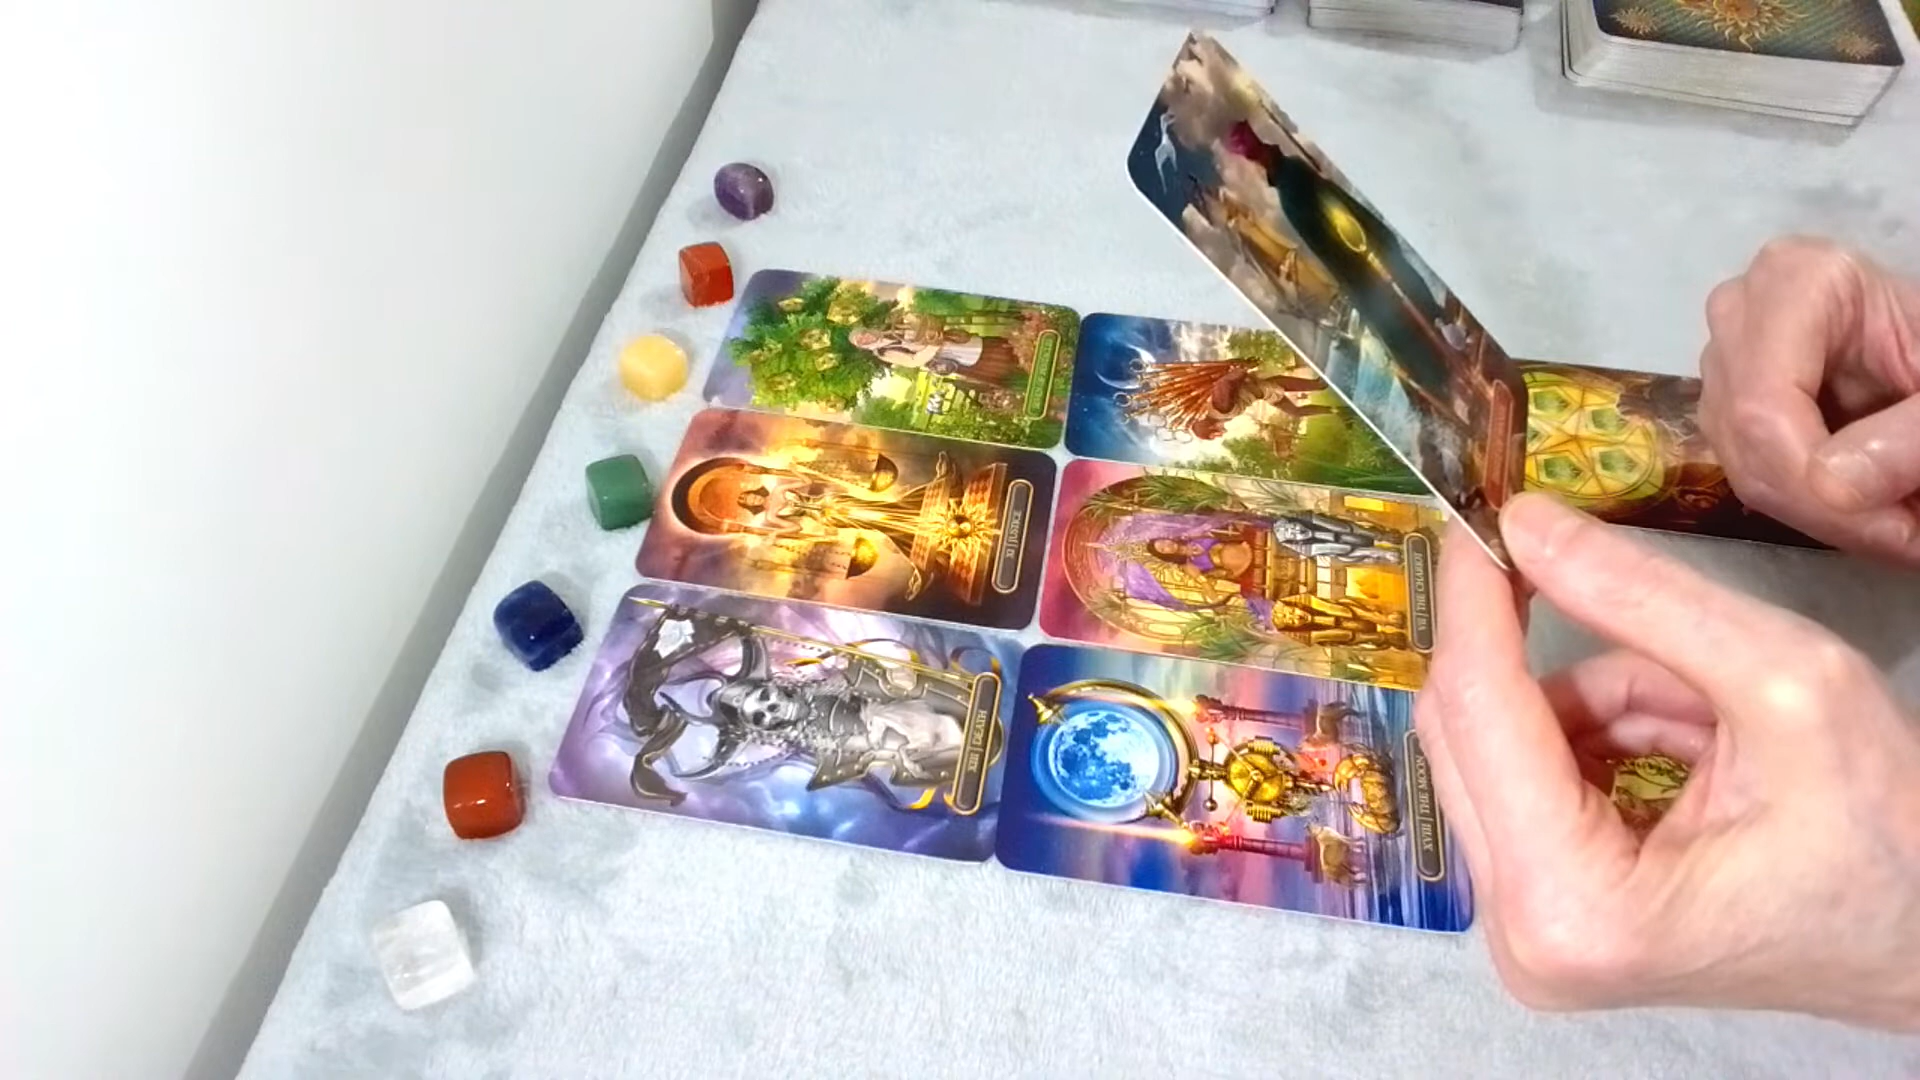 XI | JUSTICE
VII | THE CHARIOT
XIII | DEATH
XVIII | THE MOON